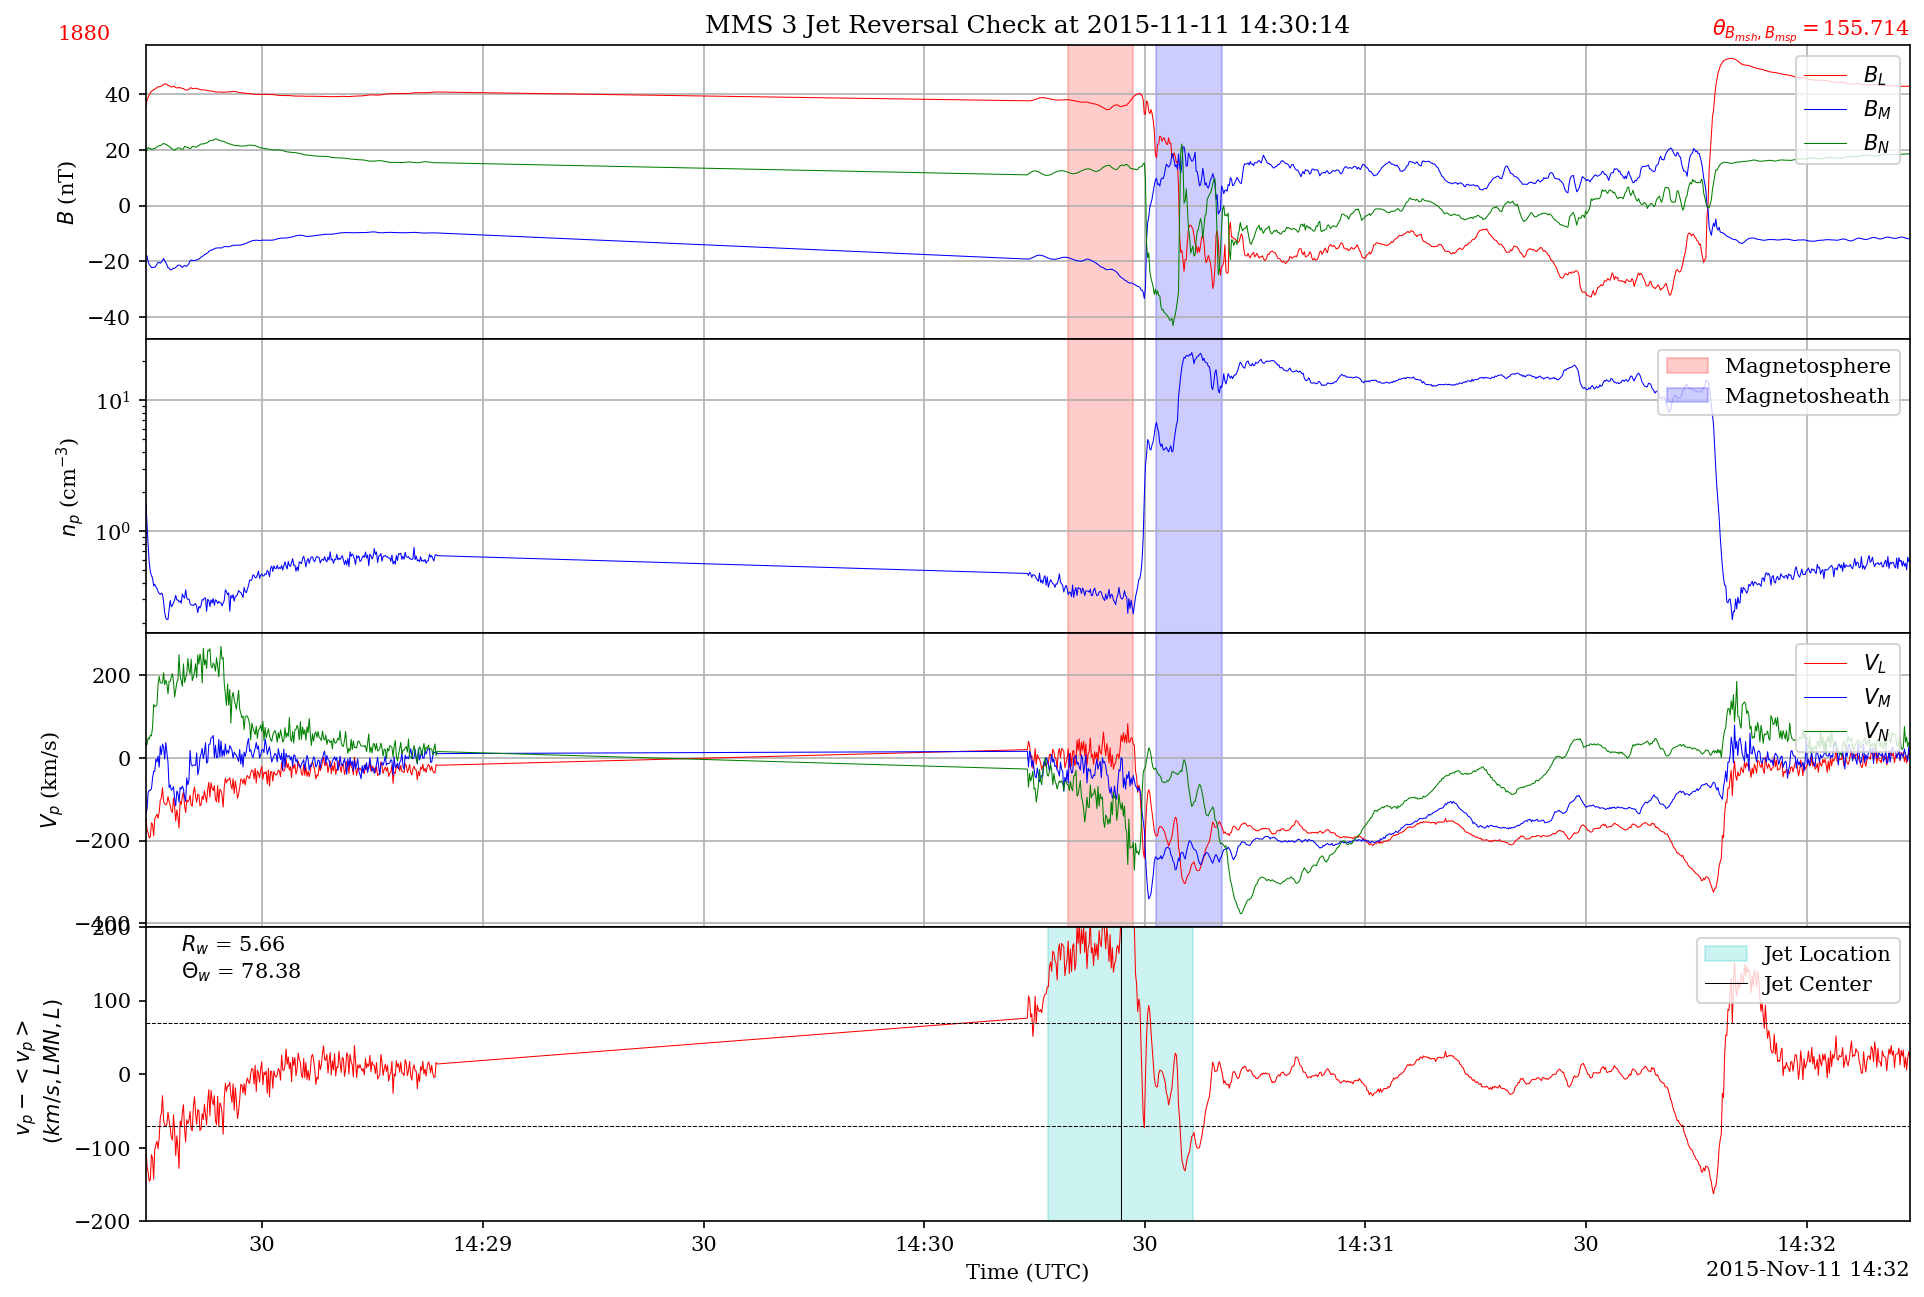 MMS 3 Jet Reversal Check at 2015-11-11 14:30:14
1880
θ_{B_{msh}, B_{msp}} = 155.714
40
20
0
−20
−40
B (nT)
B_L
B_M
B_N
10^1
10^0
n_p (cm^{−3})
Magnetosphere
Magnetosheath
200
0
−200
−400
V_p (km/s)
V_L
V_M
V_N
200
100
0
−100
−200
v_p − < v_p >
(km/s, LMN, L)
R_w = 5.66
Θ_w = 78.38
Jet Location
Jet Center
30 14:29 30 14:30 30 14:31 30 14:32
Time (UTC)
2015-Nov-11 14:32